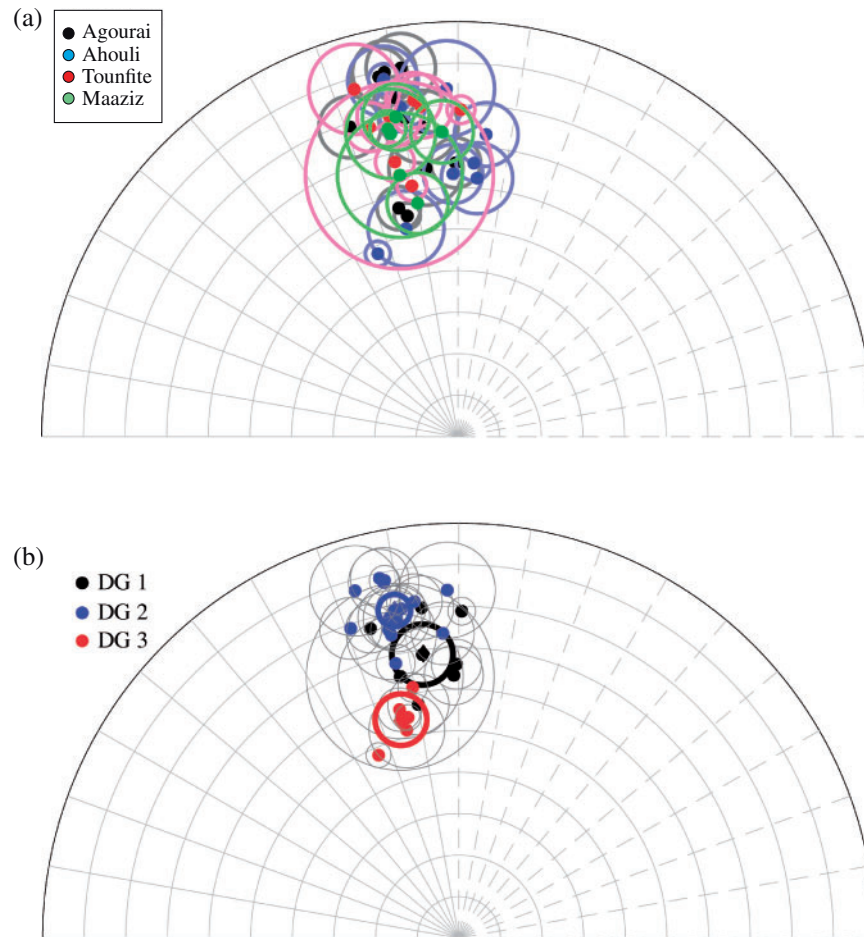 (a)
Agourai
Ahouli
Tounfite
Maaziz
(b)
DG 1
DG 2
DG 3